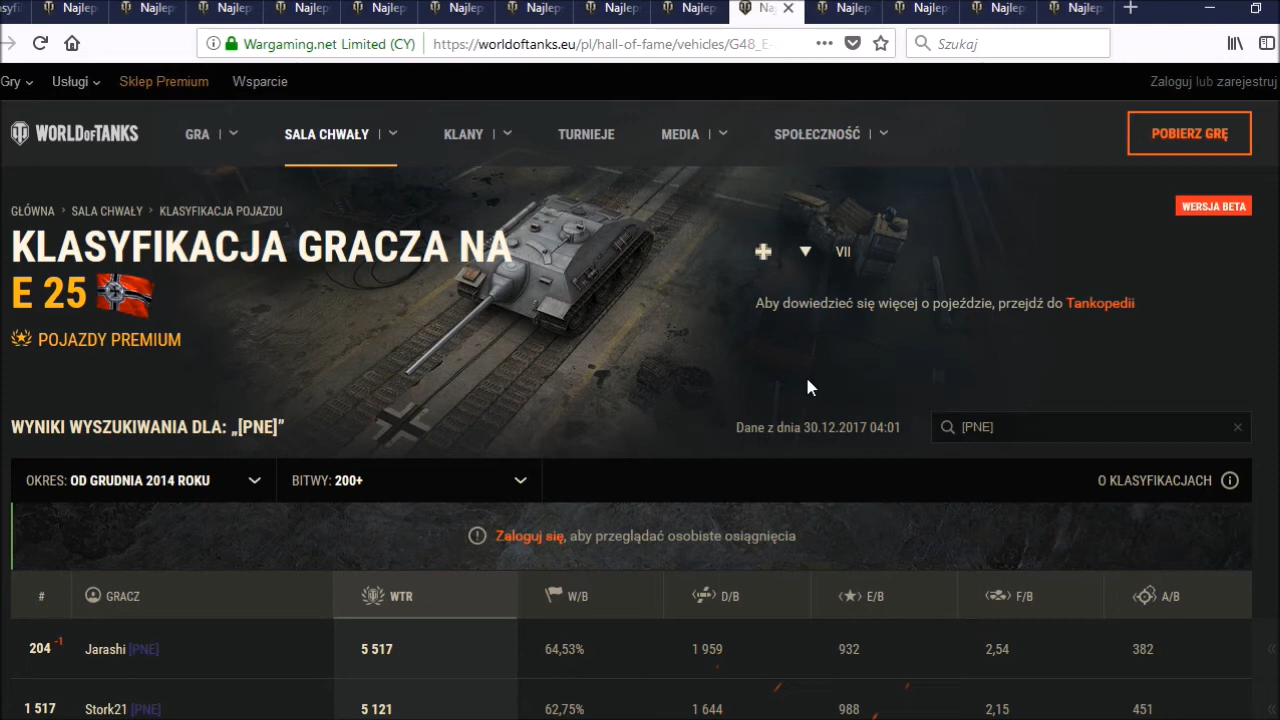 Najlep Najlep Najlep Najlep Najlep Najlep Najlep Najlep Na Najlep Najlep Najlep Najlep
Wargaming.net Limited (CY) https://worldoftanks.eu/pl/hall-of-fame/vehicles/G48_E- Szukaj
Gry Usługi Sklep Premium Wsparcie Zaloguj lub zarejestruj
WORLD OF TANKS GRA SALA CHWAŁY KLANY TURNIEJE MEDIA SPOŁECZNOŚĆ POBIERZ GRĘ
GŁÓWNA SALA CHWAŁY KLASYFIKACJA POJAZDU WERSJA BETA
KLASYFIKACJA GRACZA NA
E 25
VII
Aby dowiedzieć się więcej o pojeździe, przejdź do Tankopedii
POJAZDY PREMIUM
WYNIKI WYSZUKIWANIA DLA: „[PNE]” Dane z dnia 30.12.2017 04:01 [PNE]
OKRES: OD GRUDNIA 2014 ROKU BITWY: 200+ O KLASYFIKACJACH
Zaloguj się, aby przeglądać osobiste osiągnięcia
# GRACZ WTR W/B D/B E/B F/B A/B
204 -1 Jarashi [PNE] 5 517 64,53% 1 959 932 2,54 382
1 517 Stork21 [PNE] 5 121 62,75% 1 644 988 2,15 451